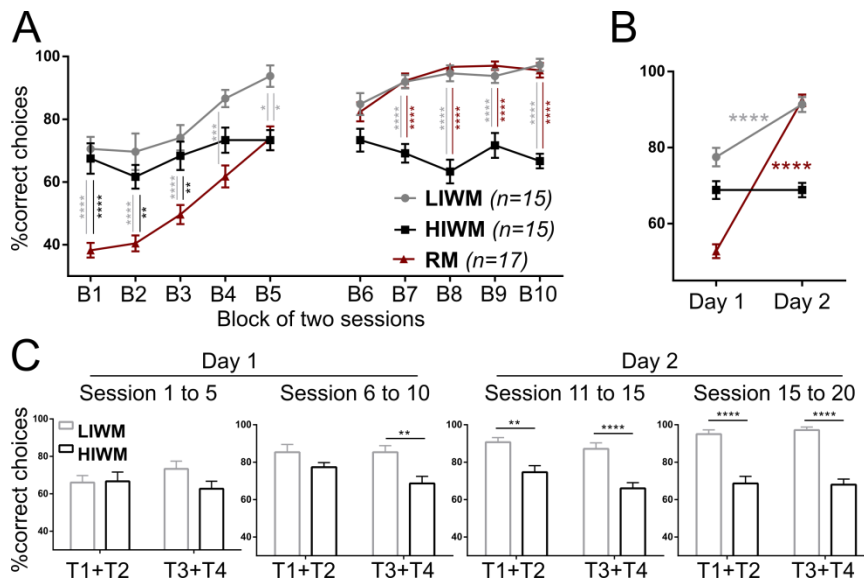 A
B
100
80
60
40
%correct choices
****
****
****
**
****
**
***
*
*
****
****
****
****
****
****
****
****
LIWM (n=15)
HIWM (n=15)
RM (n=17)
B1 B2 B3 B4 B5 B6 B7 B8 B9 B10
Block of two sessions
100
80
60
****
****
Day 1 Day 2
C
Day 1 Day 2
Session 1 to 5 Session 6 to 10 Session 11 to 15 Session 15 to 20
%correct choices
100
80
60
40
LIWM
HIWM
T1+T2 T3+T4
100
80
60
40
**
T1+T2 T3+T4
100
80
60
40
**
****
T1+T2 T3+T4
100
80
60
40
****
****
T1+T2 T3+T4